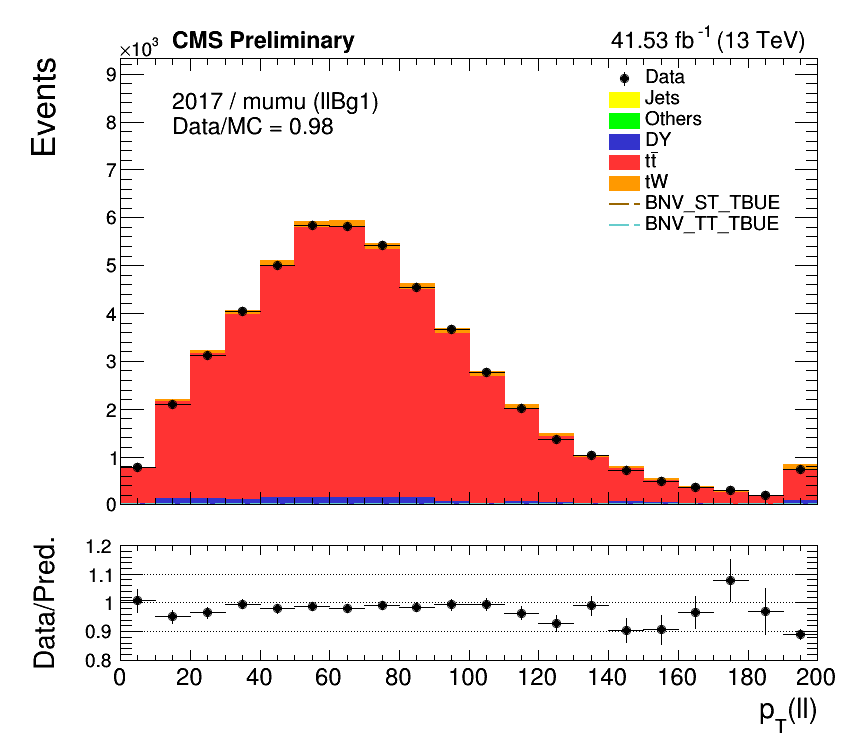 ×10³ CMS Preliminary 41.53 fb⁻¹ (13 TeV)
Events
2017 / mumu (llBg1)
Data/MC = 0.98
Data
Jets
Others
DY
tt̄
tW
BNV_ST_TBUE
BNV_TT_TBUE
9
8
7
6
5
4
3
2
1
0
Data/Pred.
1.2
1.1
1
0.9
0.8
0 20 40 60 80 100 120 140 160 180 200
p_T(ll)